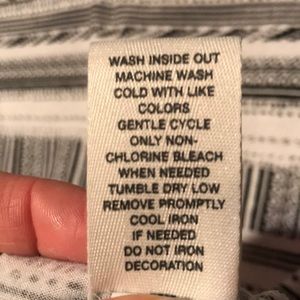 WASH INSIDE OUT
MACHINE WASH
COLD WITH LIKE
COLORS
GENTLE CYCLE
ONLY NON-
CHLORINE BLEACH
WHEN NEEDED
TUMBLE DRY LOW
REMOVE PROMPTLY
COOL IRON
IF NEEDED
DO NOT IRON
DECORATION